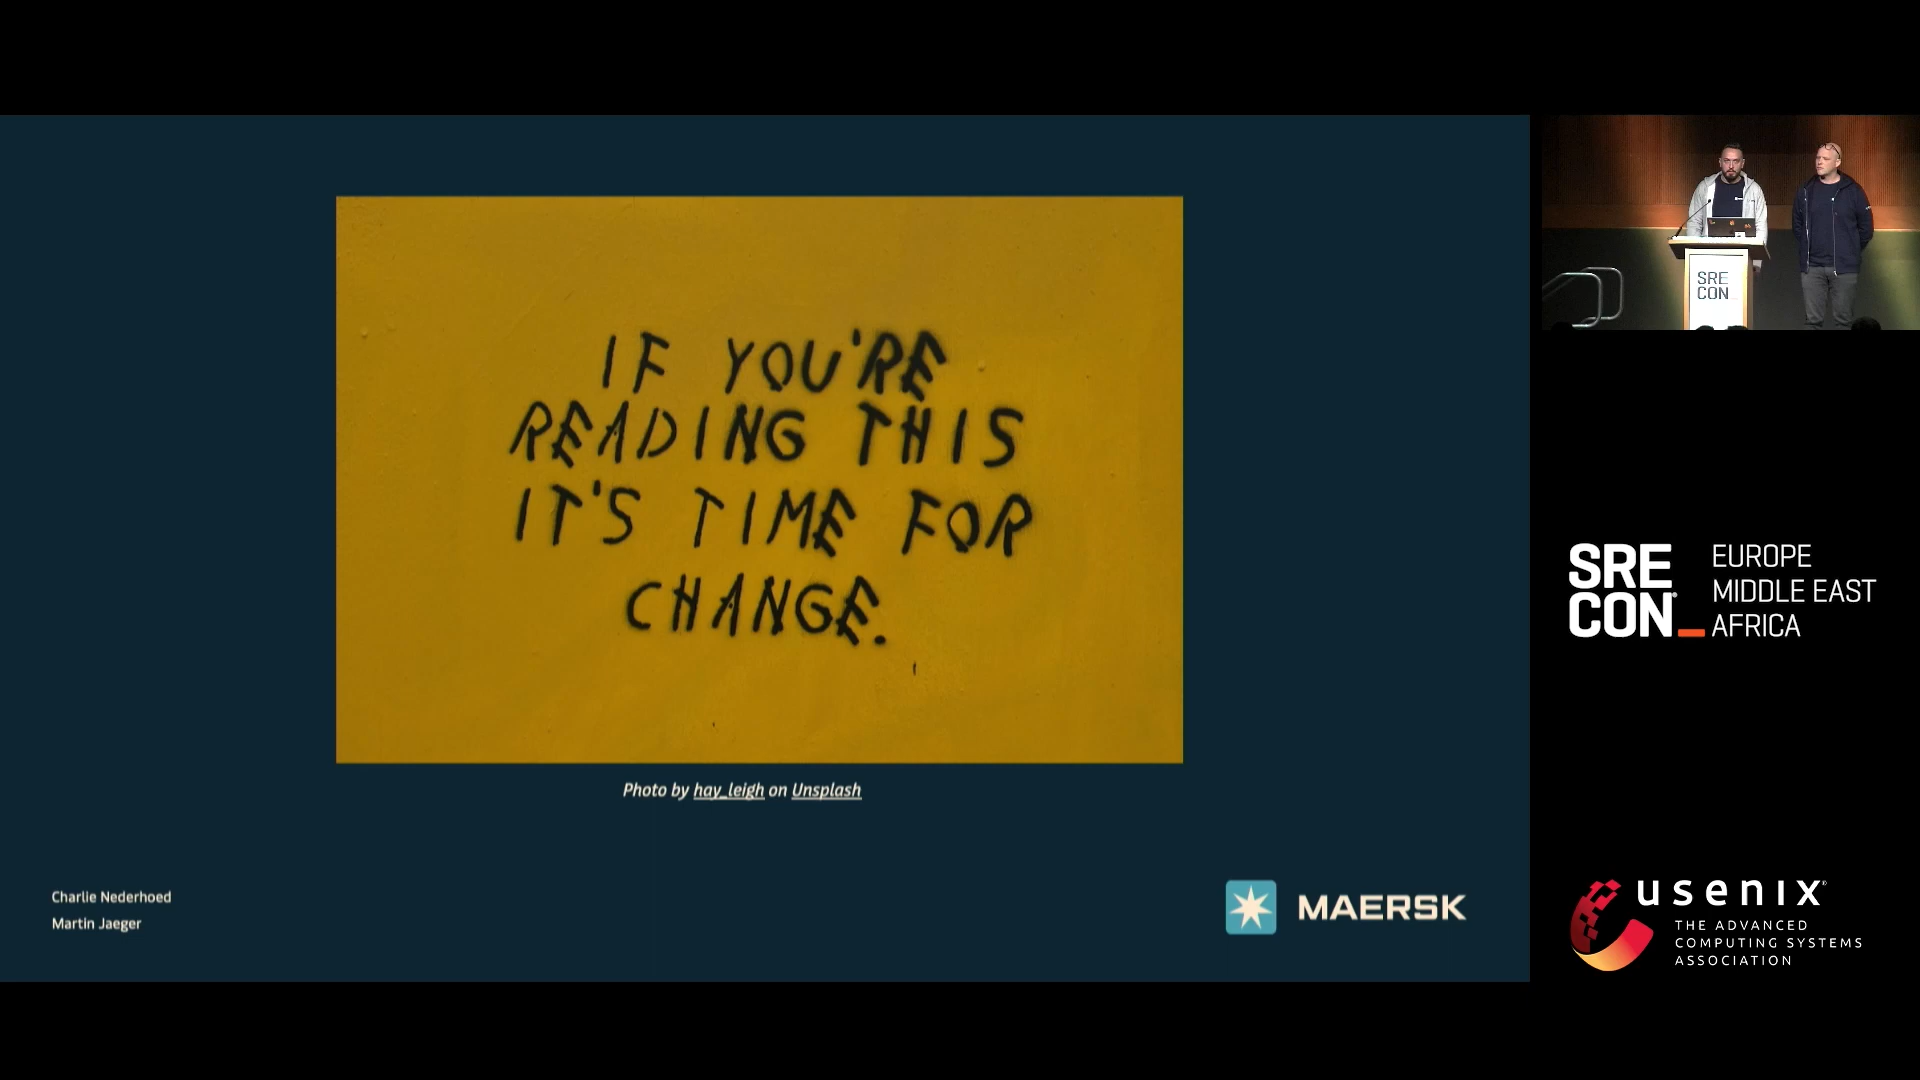 IF YOU'RE
READING THIS
IT'S TIME FOR
CHANGE.
Photo by hay_leigh on Unsplash
Charlie Nederhoed
Martin Jaeger
MAERSK
SRE
CON
SRE
CON_
EUROPE
MIDDLE EAST
AFRICA
usenix
THE ADVANCED
COMPUTING SYSTEMS
ASSOCIATION